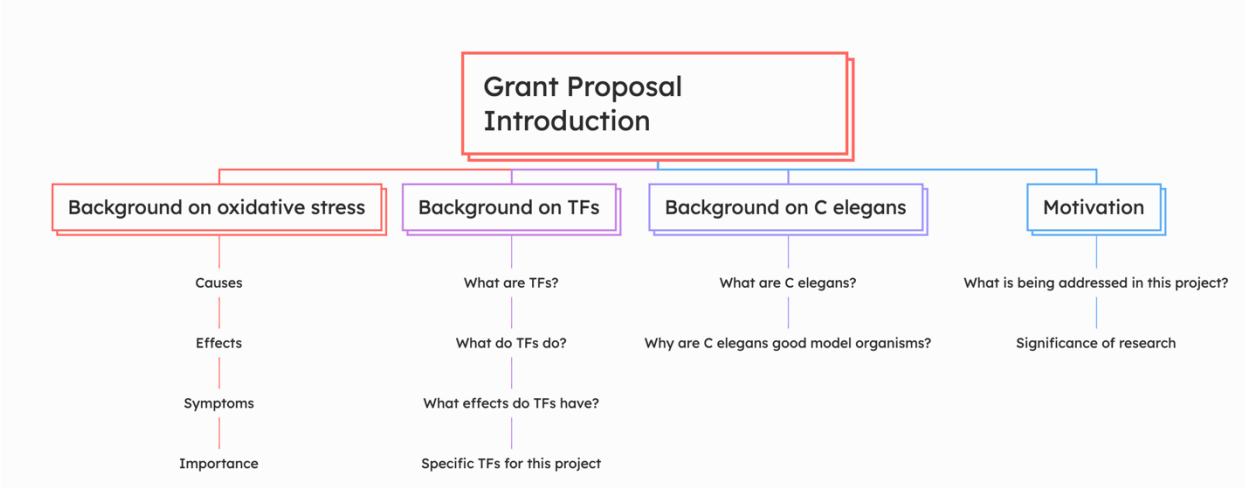 Grant Proposal
Introduction
Background on oxidative stress
Causes
Effects
Symptoms
Importance
Background on TFs
What are TFs?
What do TFs do?
What effects do TFs have?
Specific TFs for this project
Background on C elegans
What are C elegans?
Why are C elegans good model organisms?
Motivation
What is being addressed in this project?
Significance of research